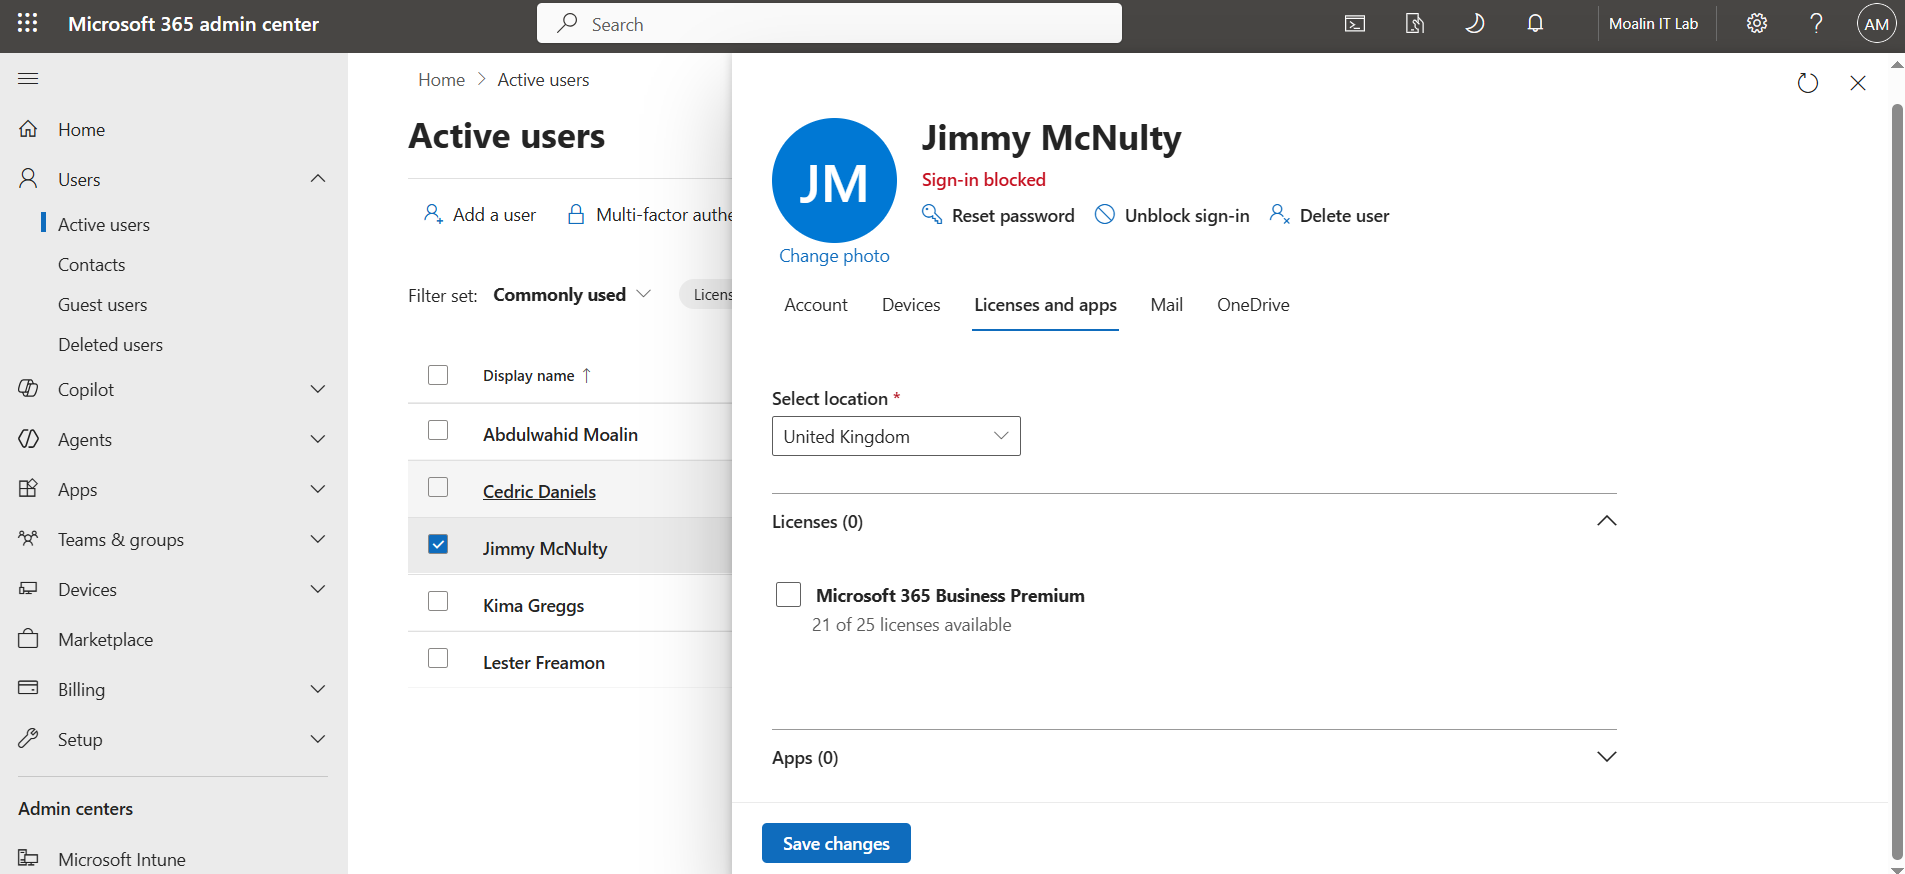 Microsoft 365 admin center
Search
Moalin IT Lab
AM
Home
Users
Active users
Contacts
Guest users
Deleted users
Copilot
Agents
Apps
Teams & groups
Devices
Marketplace
Billing
Setup
Admin centers
Microsoft Intune
Home > Active users
Active users
Add a user
Multi-factor authe
Filter set: Commonly used
Licens
Display name ↑
Abdulwahid Moalin
Cedric Daniels
Jimmy McNulty
Kima Greggs
Lester Freamon
JM
Change photo
Jimmy McNulty
Sign-in blocked
Reset password
Unblock sign-in
Delete user
Account
Devices
Licenses and apps
Mail
OneDrive
Select location *
United Kingdom
Licenses (0)
Microsoft 365 Business Premium
21 of 25 licenses available
Apps (0)
Save changes